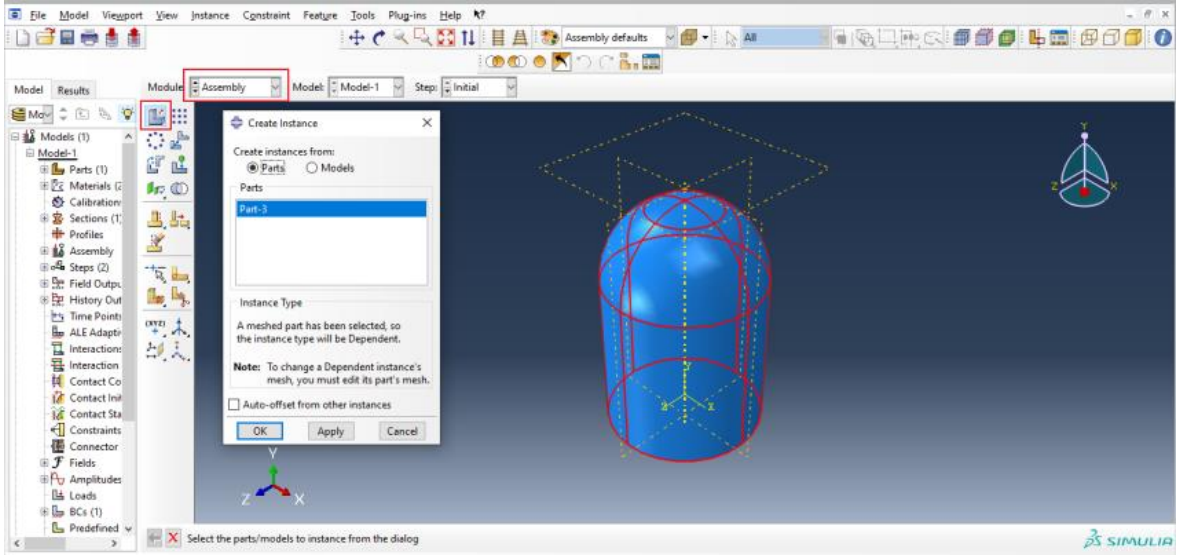 File Model Viewport View Instance Constraint Feature Tools Plug-ins Help
Assembly defaults All
Model Results Module: Assembly Model: Model-1 Step: Initial
Create Instance
Create instances from:
Parts Models
Parts
Part-3
Instance Type
A meshed part has been selected, so
the instance type will be Dependent.
Note: To change a Dependent instance's
mesh, you must edit its part's mesh.
Auto-offset from other instances
OK Apply Cancel
Models (1)
Model-1
Parts (1)
Materials (2
Calibration
Sections (1)
Profiles
Assembly
Steps (2)
Field Outpu
History Out
Time Points
ALE Adapti
Interactions
Interaction
Contact Co
Contact Init
Contact Sta
Constraints
Connector
Fields
Amplitudes
Loads
BCs (1)
Predefined
Y
Z X
Y
Z X
Y
Z X
Select the parts/models to instance from the dialog
SIMULIA